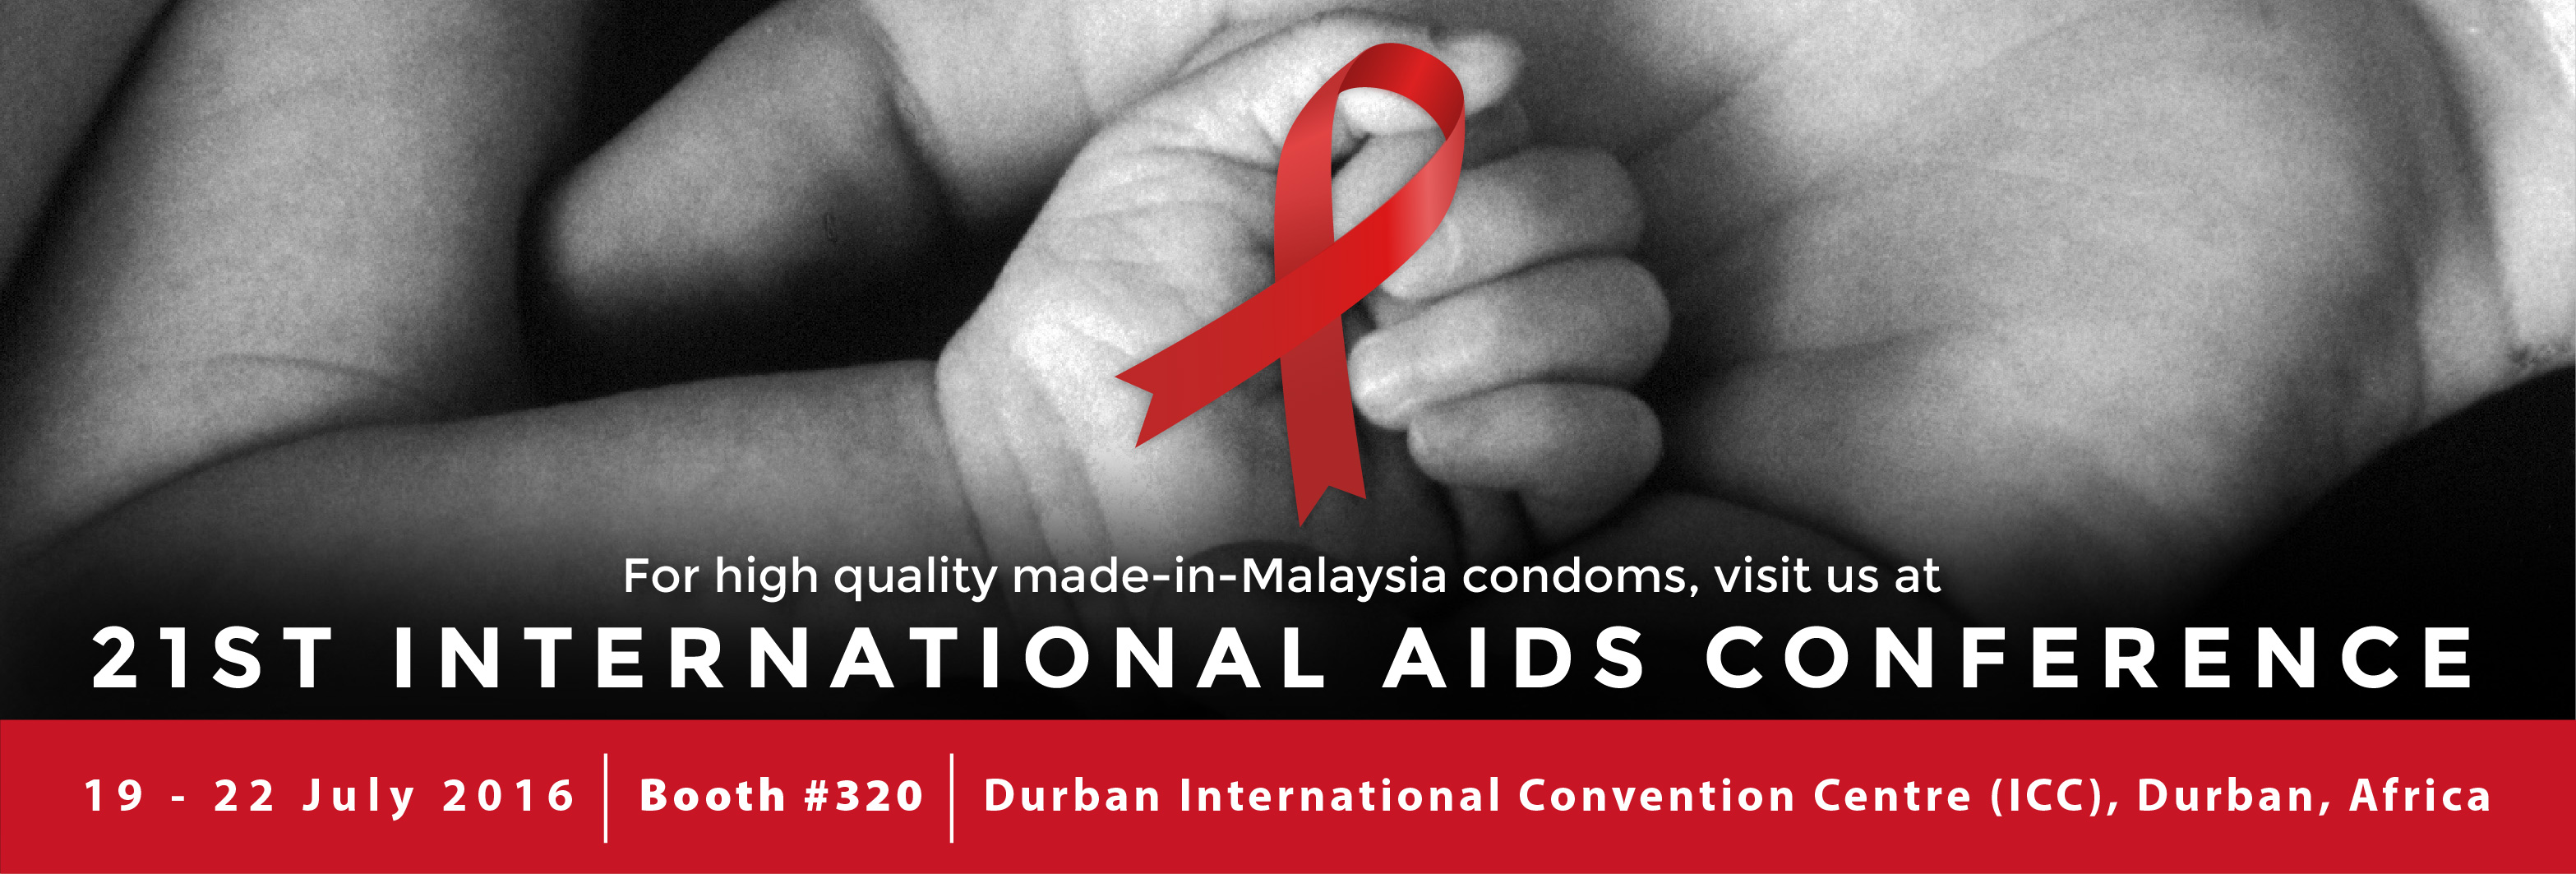 For high quality made-in-Malaysia condoms, visit us at
21ST INTERNATIONAL AIDS CONFERENCE
19 - 22 July 2016 | Booth #320 | Durban International Convention Centre (ICC), Durban, Africa